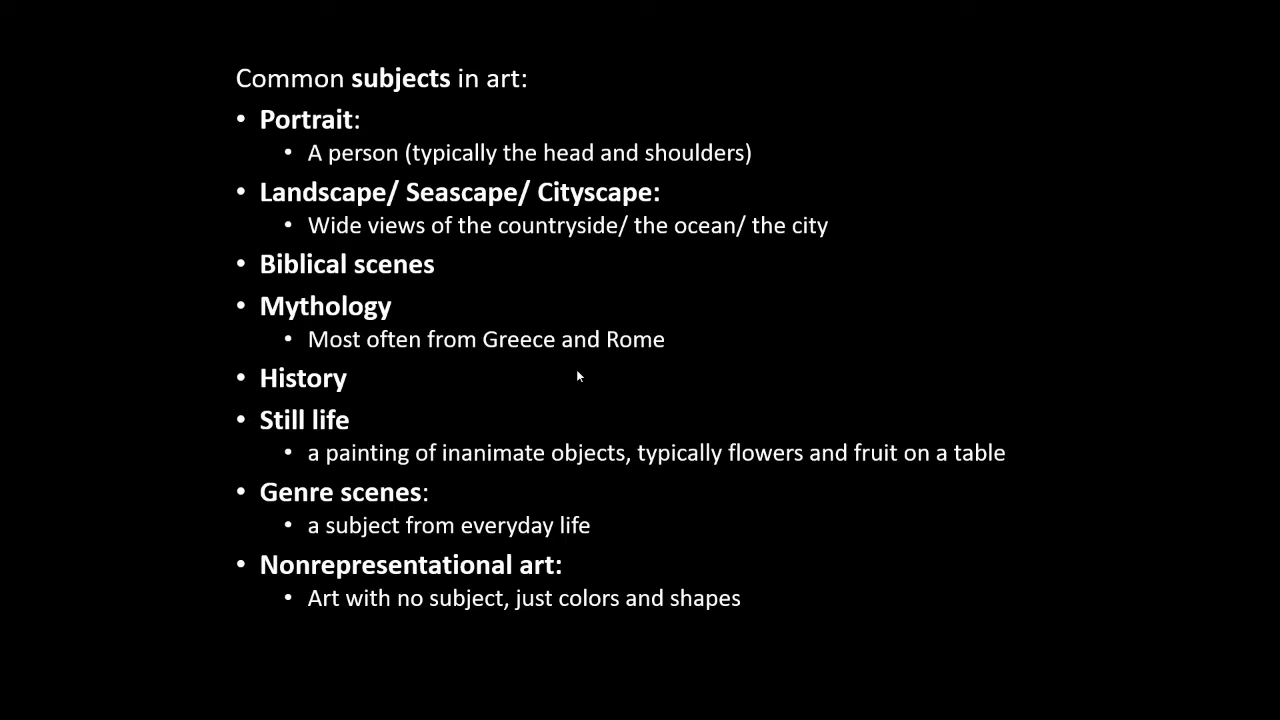 Common subjects in art:
• Portrait:
• A person (typically the head and shoulders)
• Landscape/ Seascape/ Cityscape:
• Wide views of the countryside/ the ocean/ the city
• Biblical scenes
• Mythology
• Most often from Greece and Rome
• History
• Still life
• a painting of inanimate objects, typically flowers and fruit on a table
• Genre scenes:
• a subject from everyday life
• Nonrepresentational art:
• Art with no subject, just colors and shapes